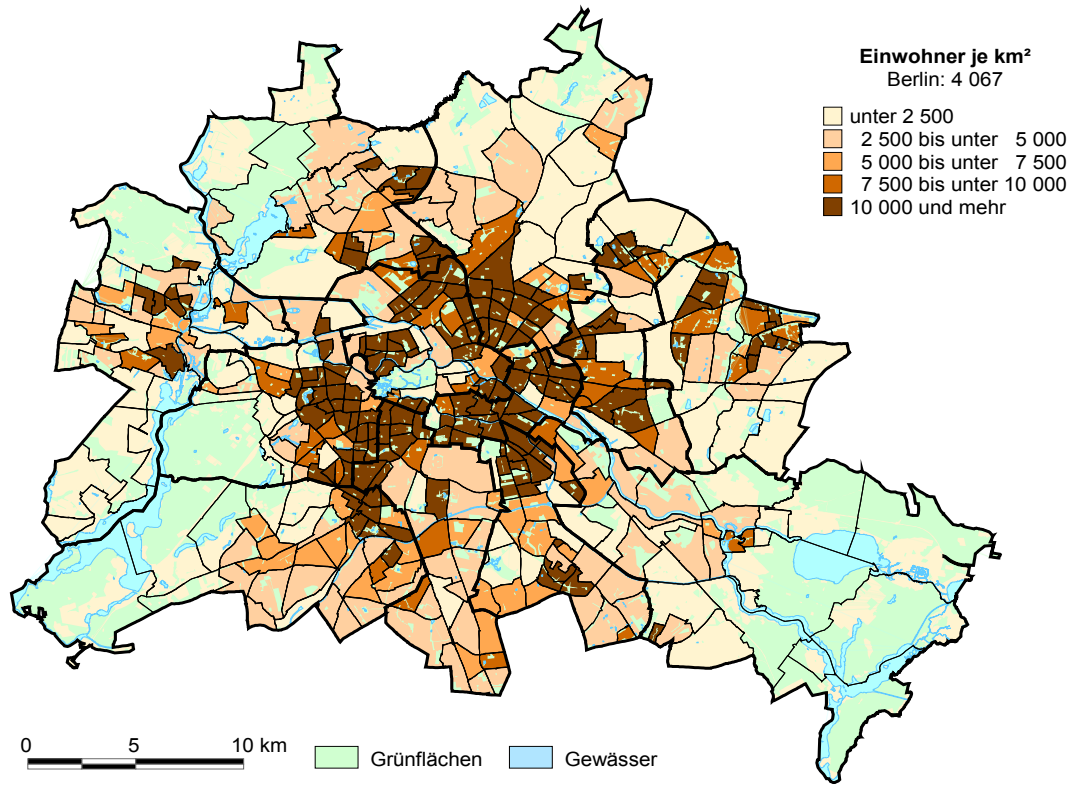 Einwohner je km²
Berlin: 4 067
unter 2 500
2 500 bis unter 5 000
5 000 bis unter 7 500
7 500 bis unter 10 000
10 000 und mehr
0 5 10 km
Grünflächen Gewässer